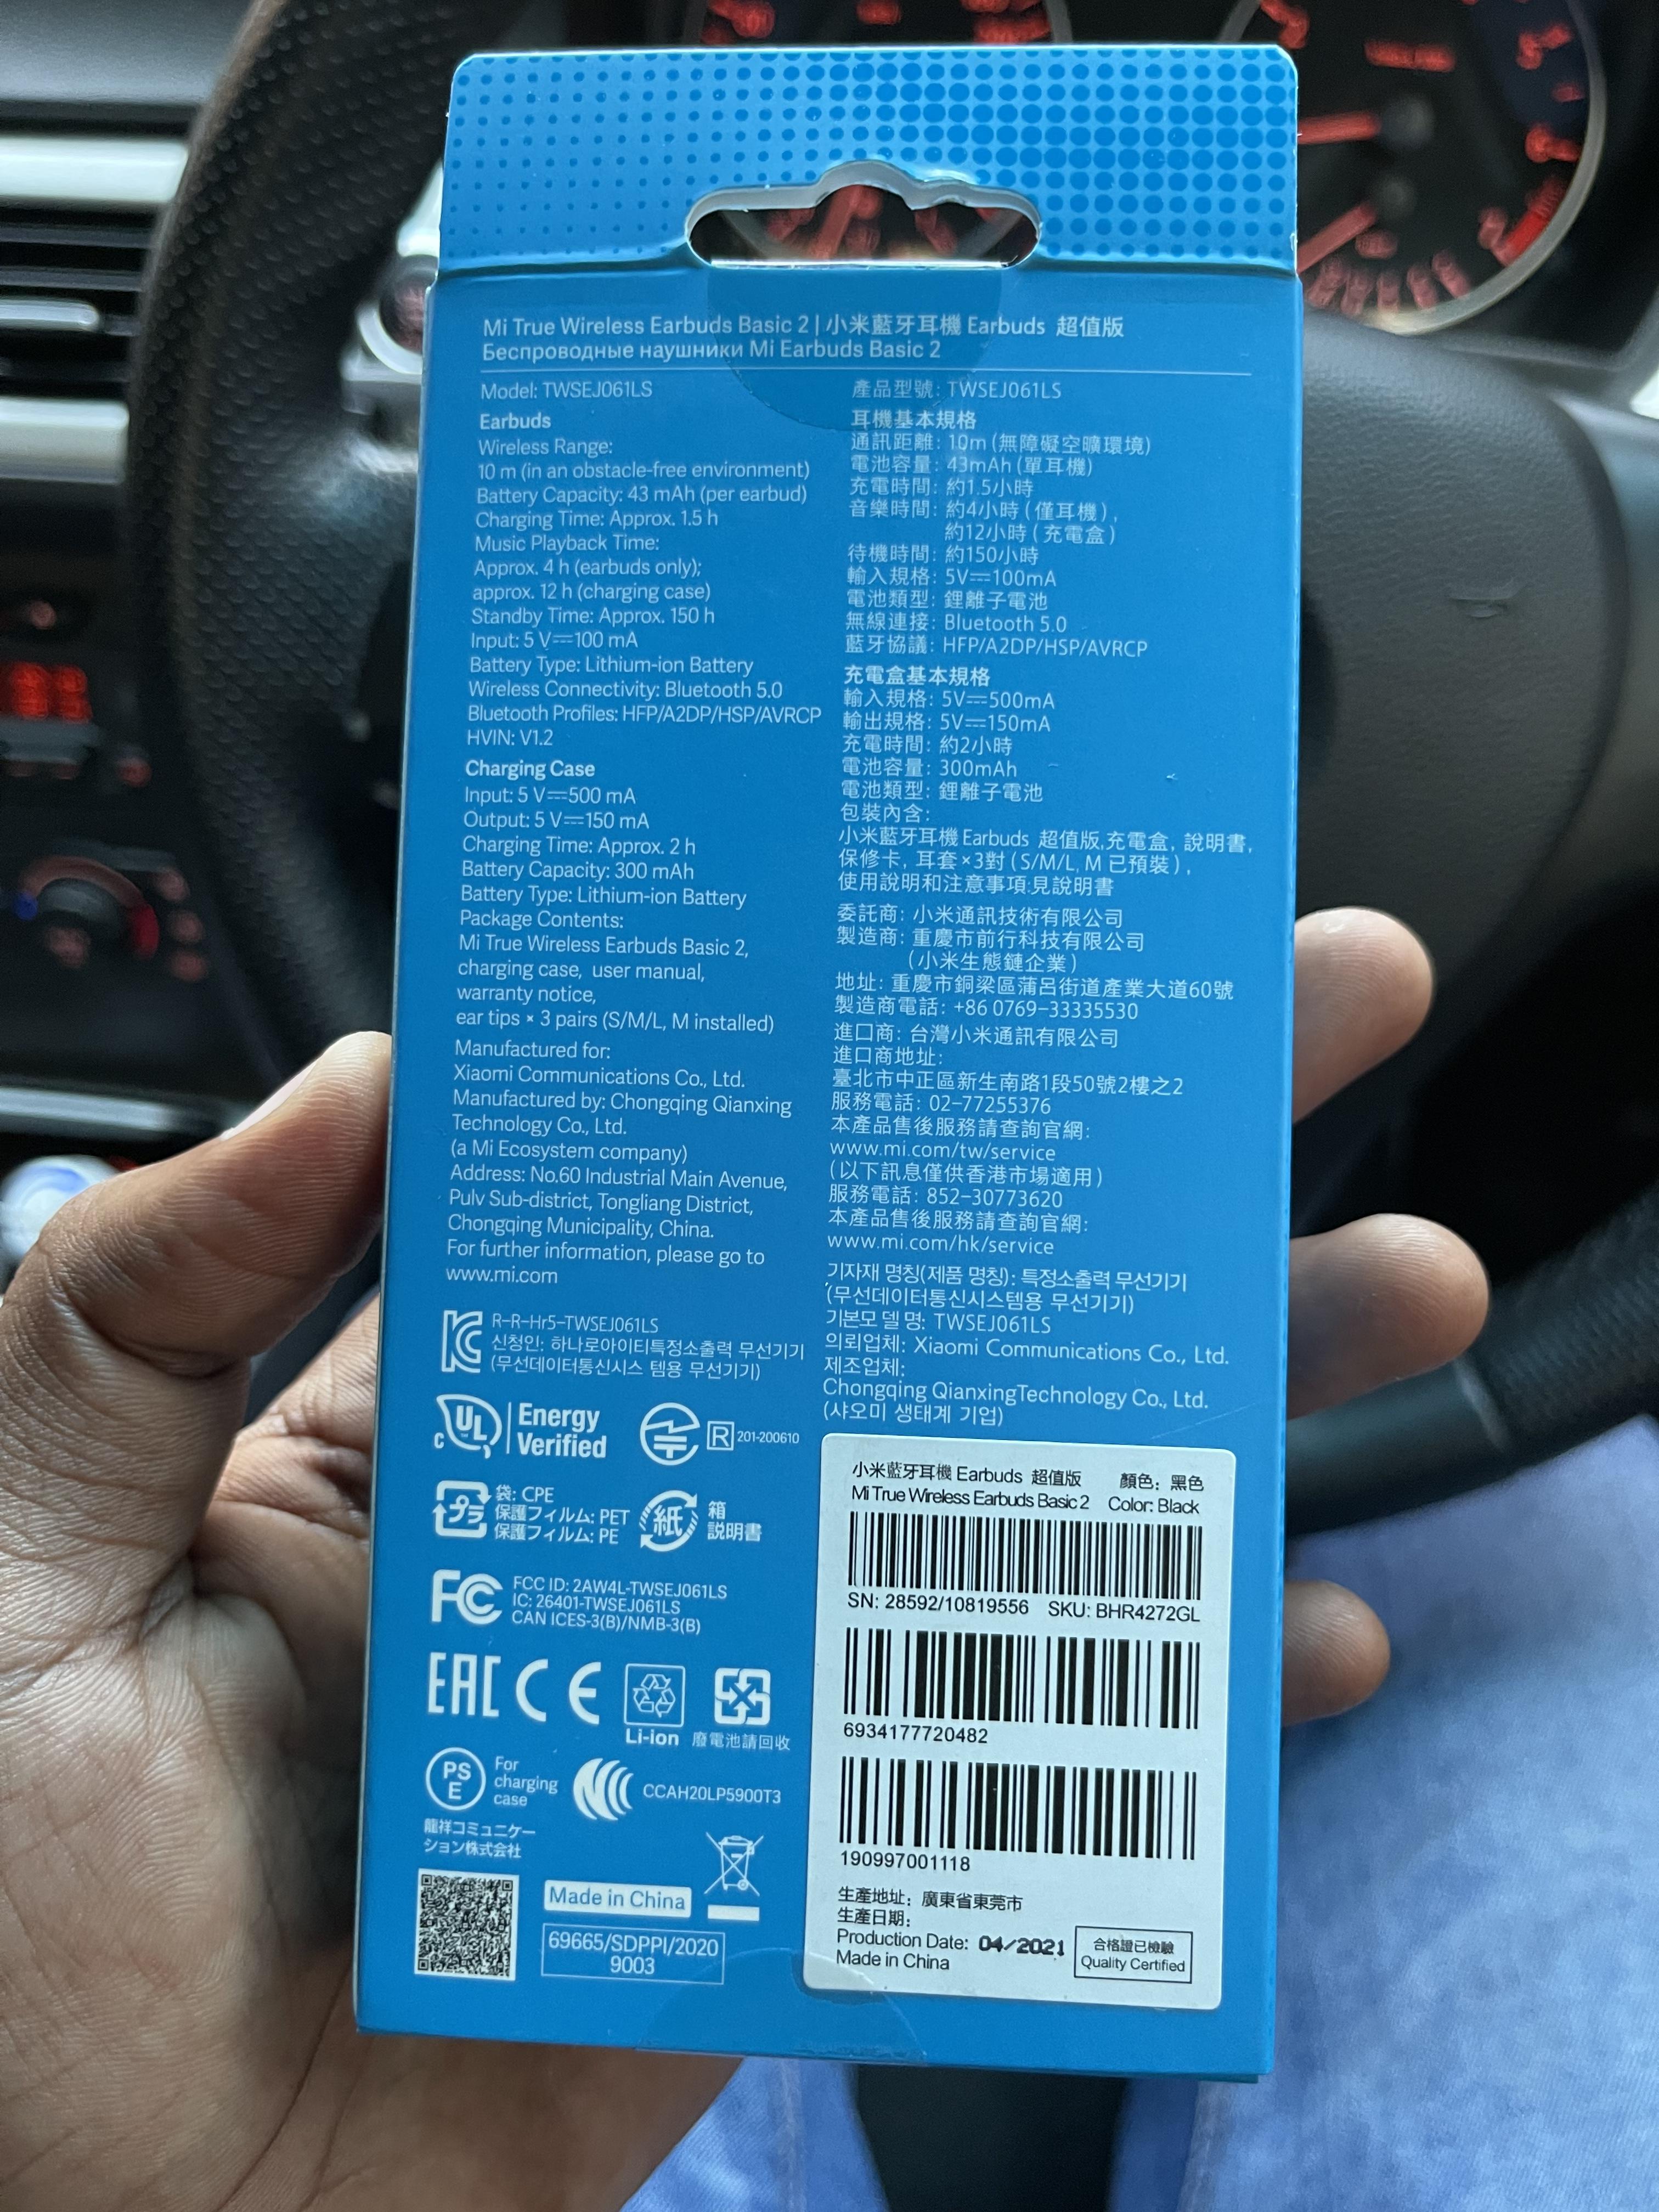 Mi True Wireless Earbuds Basic 2 | 小米藍牙耳機 Earbuds 超值版
Беспроводные наушники Mi Earbuds Basic 2
Model: TWSEJ061LS
Earbuds
Wireless Range:
10 m (in an obstacle-free environment)
Battery Capacity: 43 mAh (per earbud)
Charging Time: Approx. 1.5 h
Music Playback Time:
Approx. 4 h (earbuds only);
approx. 12 h (charging case)
Standby Time: Approx. 150 h
Input: 5 V⎓100 mA
Battery Type: Lithium-ion Battery
Wireless Connectivity: Bluetooth 5.0
Bluetooth Profiles: HFP/A2DP/HSP/AVRCP
HVIN: V1.2
Charging Case
Input: 5 V⎓500 mA
Output: 5 V⎓150 mA
Charging Time: Approx. 2 h
Battery Capacity: 300 mAh
Battery Type: Lithium-ion Battery
Package Contents:
Mi True Wireless Earbuds Basic 2,
charging case, user manual,
warranty notice,
ear tips × 3 pairs (S/M/L, M installed)
Manufactured for:
Xiaomi Communications Co., Ltd.
Manufactured by: Chongqing Qianxing
Technology Co., Ltd.
(a Mi Ecosystem company)
Address: No.60 Industrial Main Avenue,
Pulv Sub-district, Tongliang District,
Chongqing Municipality, China.
For further information, please go to
www.mi.com
產品型號: TWSEJ061LS
耳機基本規格
通訊距離: 10m (無障礙空曠環境)
電池容量: 43mAh (單耳機)
充電時間: 約1.5小時
音樂時間: 約4小時 (僅耳機),
約12小時 (充電盒)
待機時間: 約150小時
輸入規格: 5V⎓100mA
電池類型: 鋰離子電池
無線連接: Bluetooth 5.0
藍牙協議: HFP/A2DP/HSP/AVRCP
充電盒基本規格
輸入規格: 5V⎓500mA
輸出規格: 5V⎓150mA
充電時間: 約2小時
電池容量: 300mAh
電池類型: 鋰離子電池
包裝內含:
小米藍牙耳機 Earbuds 超值版,充電盒, 說明書,
保修卡, 耳套×3對 (S/M/L, M 已預裝),
使用說明和注意事項:見說明書
委託商: 小米通訊技術有限公司
製造商: 重慶市前行科技有限公司
(小米生態鏈企業)
地址: 重慶市銅梁區蒲呂街道產業大道60號
製造商電話: +86 0769-33335530
進口商: 台灣小米通訊有限公司
進口商地址:
臺北市中正區新生南路1段50號2樓之2
服務電話: 02-77255376
本產品售後服務請查詢官網:
www.mi.com/tw/service
(以下訊息僅供香港市場適用)
服務電話: 852-30773620
本產品售後服務請查詢官網:
www.mi.com/hk/service
기자재 명칭(제품 명칭): 특정소출력 무선기기
(무선데이터통신시스템용 무선기기)
기본모 델 명: TWSEJ061LS
의뢰업체: Xiaomi Communications Co., Ltd.
제조업체:
Chongqing QianxingTechnology Co., Ltd.
(샤오미 생태계 기업)
R-R-Hr5-TWSEJ061LS
신청인: 하나로아이티특정소출력 무선기기
(무선데이터통신시스 템용 무선기기)
c UL Energy
Verified
R 201-200610
プラ 袋: CPE
保護フィルム: PET
保護フィルム: PE
紙 箱
説明書
FC FCC ID: 2AW4L-TWSEJ061LS
IC: 26401-TWSEJ061LS
CAN ICES-3(B)/NMB-3(B)
EAC CE
Li-ion 廢電池請回收
PS
E
For
charging
case
CCAH20LP5900T3
龍祥コミュニケー
ション株式会社
Made in China
69665/SDPPI/2020
9003
小米藍牙耳機 Earbuds 超值版 顏色: 黑色
Mi True Wireless Earbuds Basic 2 Color: Black
SN: 28592/10819556 SKU: BHR4272GL
6934177720482
190997001118
生產地址: 廣東省東莞市
生產日期:
Production Date: 04/2021
Made in China
合格證已檢驗
Quality Certified